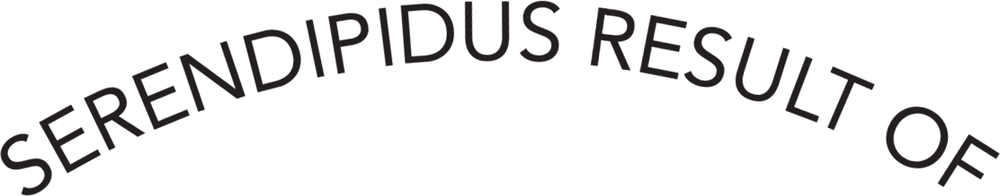 SERENDIPIDUS RESULT OF